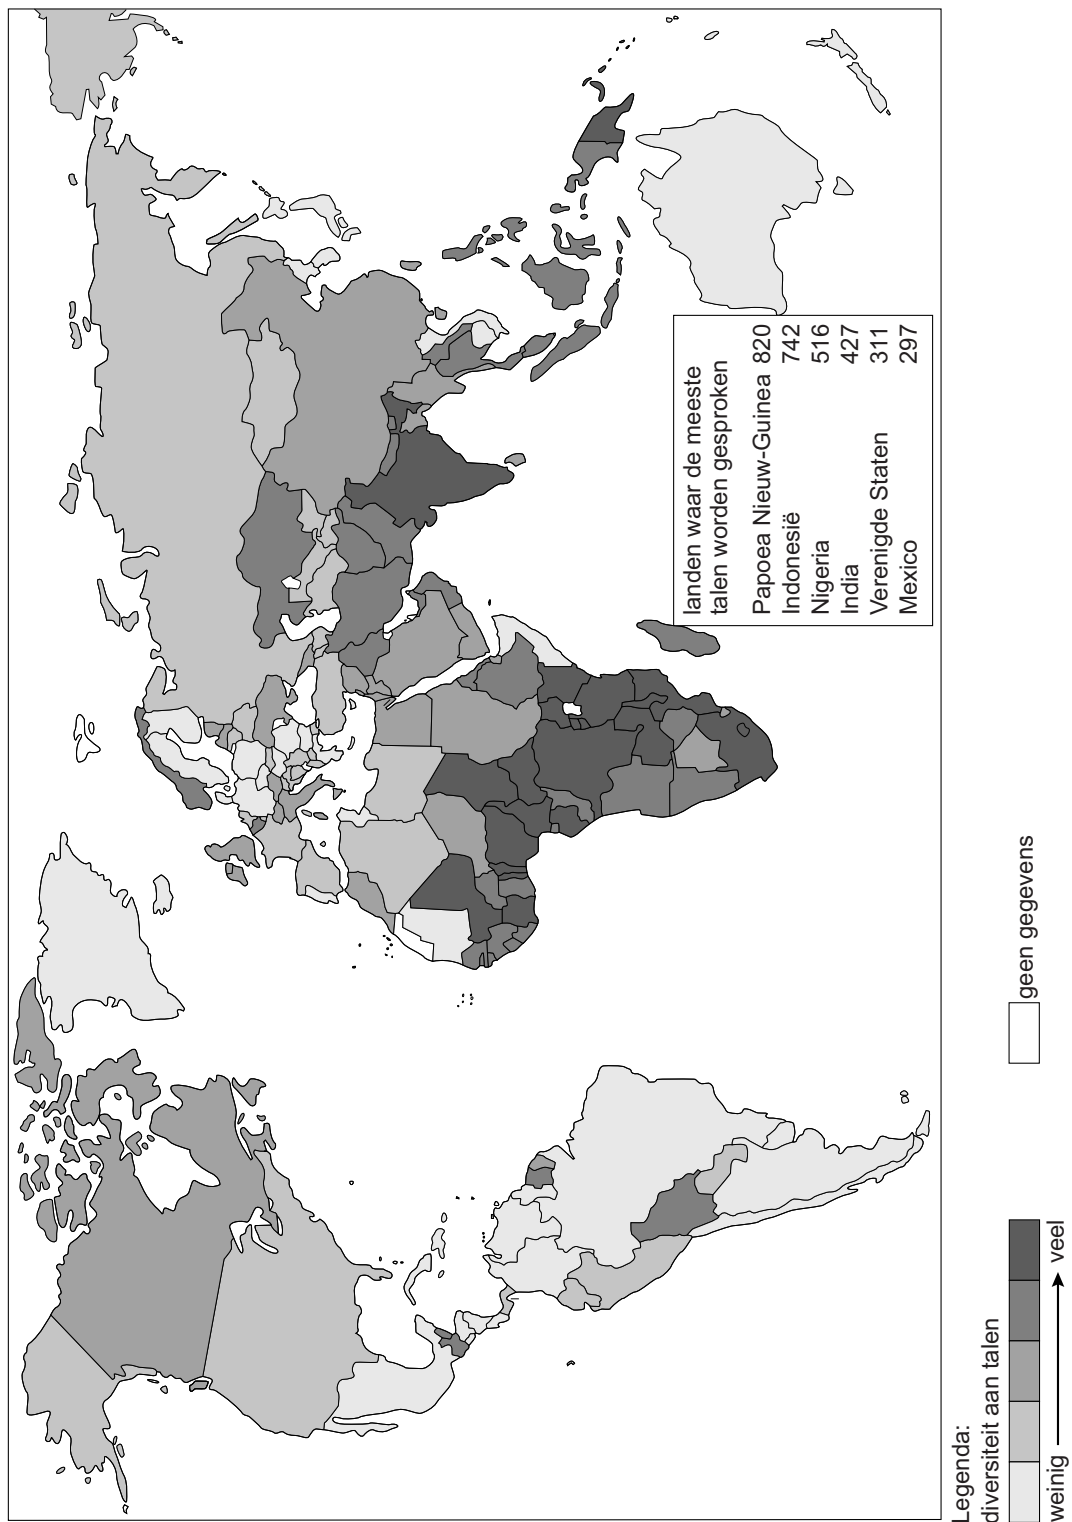 landen waar de meeste
talen worden gesproken
Papoea Nieuw-Guinea 820
Indonesië 742
Nigeria 516
India 427
Verenigde Staten 311
Mexico 297
Legenda:
diversiteit aan talen
weinig veel
geen gegevens